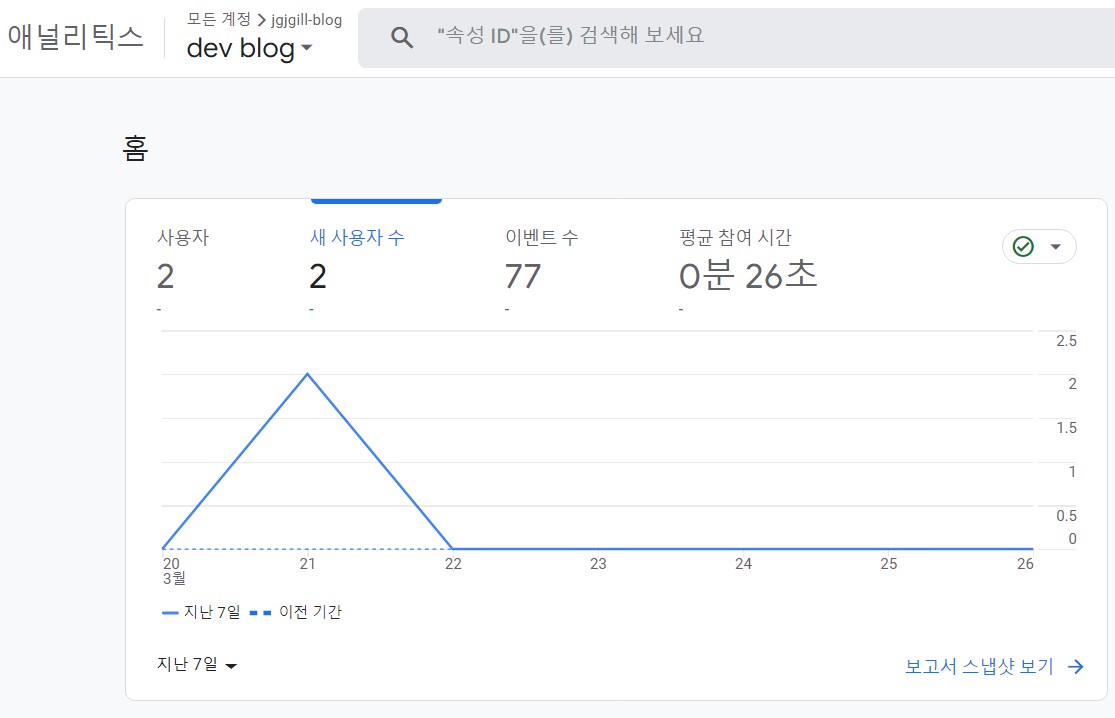 애널리틱스
모든 계정 > jgjgill-blog
dev blog
"속성 ID"을(를) 검색해 보세요
홈
사용자
2
-
새 사용자 수
2
-
이벤트 수
77
-
평균 참여 시간
0분 26초
-
2.5
2
1.5
1
0.5
0
20 21 22 23 24 25 26
3월
지난 7일 이전 기간
지난 7일
보고서 스냅샷 보기 →